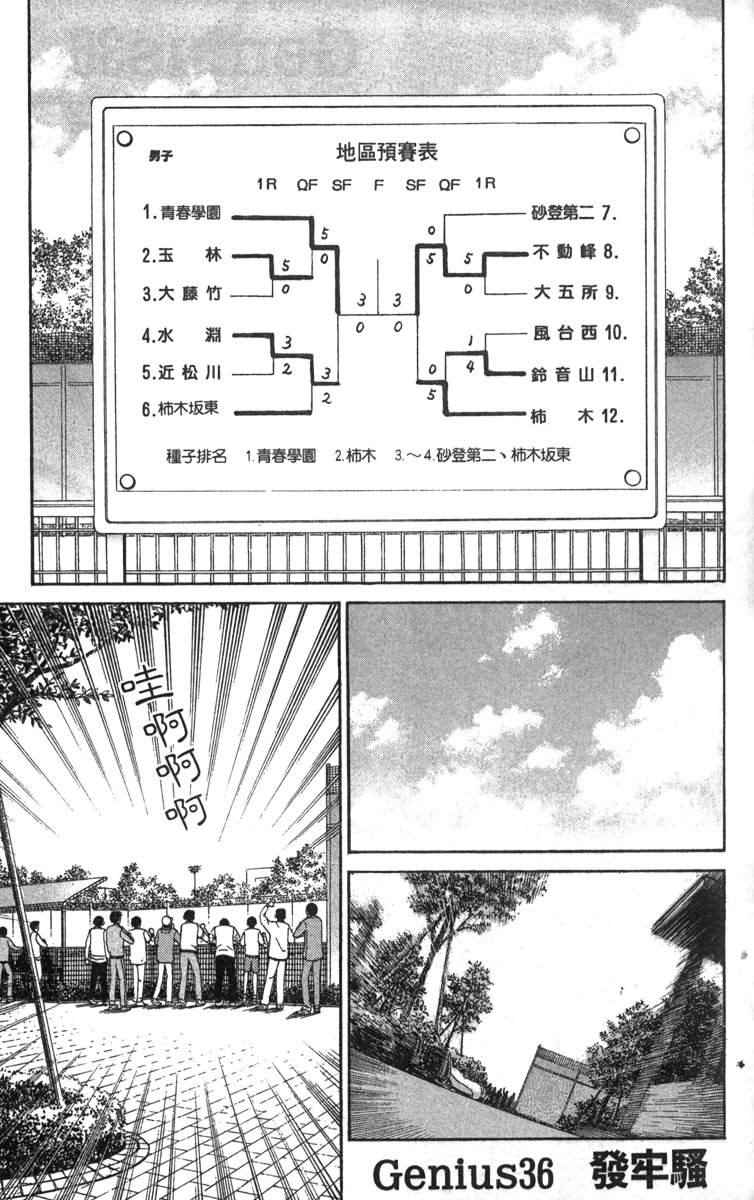 男子
地區預賽表
1R QF SF F SF QF 1R
1.青春學園
2.玉 林
3.大藤竹
4.水 淵
5.近松川
6.柿木坂東
砂登第二 7.
不動峰 8.
大五所 9.
風台西 10.
鈴音山 11.
柿 木 12.
5
0
5
0
3
2
3
2
3
0
3
0
0
5
5
0
1
4
0
5
種子排名 1.青春學園 2.柿木 3.～4.砂登第二、柿木坂東
哇啊啊啊
Genius36 發牢騷